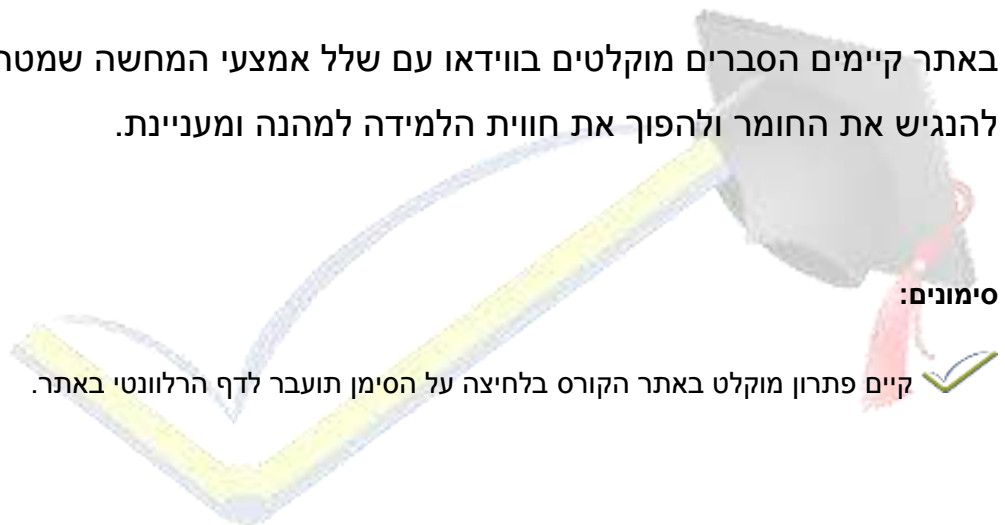 באתר קיימים הסברים מוקלטים בווידאו עם שלל אמצעי המחשה
להנגיש את החומר ולהפוך את חווית הלמידה למהנה ומעניינת.
סימונים:
קיים פתרון מוקלט באתר הקורס בלחיצה על הסימן תועבר לדף הרלוונטי באתר.